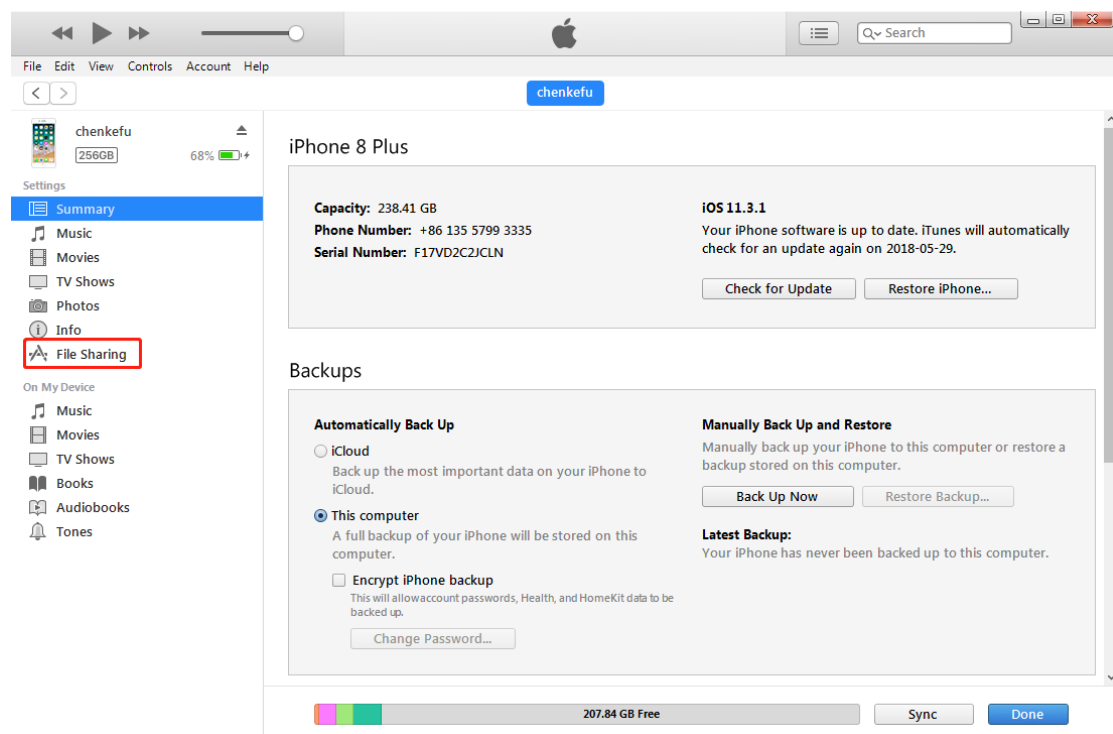 Search
File Edit View Controls Account Help
chenkefu
chenkefu
256GB 68%
Settings
Summary
Music
Movies
TV Shows
Photos
Info
File Sharing
On My Device
Music
Movies
TV Shows
Books
Audiobooks
Tones
iPhone 8 Plus
Capacity: 238.41 GB
Phone Number: +86 135 5799 3335
Serial Number: F17VD2C2JCLN
iOS 11.3.1
Your iPhone software is up to date. iTunes will automatically
check for an update again on 2018-05-29.
Check for Update Restore iPhone...
Backups
Automatically Back Up
iCloud
Back up the most important data on your iPhone to
iCloud.
This computer
A full backup of your iPhone will be stored on this
computer.
Encrypt iPhone backup
This will allowaccount passwords, Health, and HomeKit data to be
backed up.
Change Password...
Manually Back Up and Restore
Manually back up your iPhone to this computer or restore a
backup stored on this computer.
Back Up Now Restore Backup...
Latest Backup:
Your iPhone has never been backed up to this computer.
207.84 GB Free
Sync Done